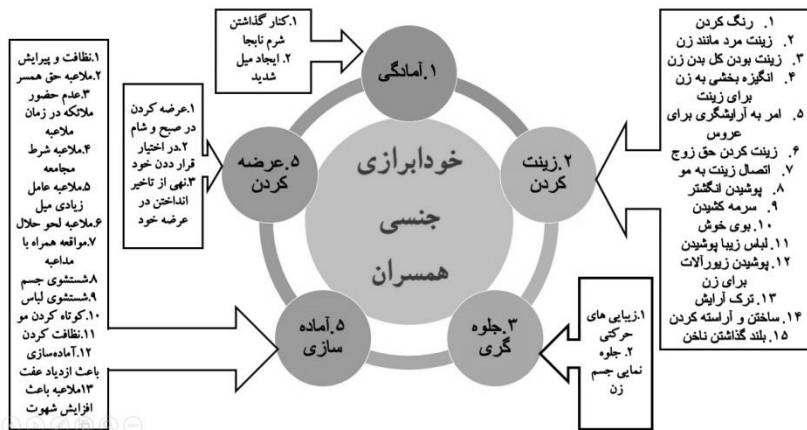 خودابرازی
جنسی
همسران
۱.آمادگی
۱.کنار گذاشتن
شرم نابجا
۲. ایجاد میل
شدید
۲.زینت
کردن
۱. رنگ کردن
۲. زینت مرد مانند زن
۳. زینت بودن کل بدن زن
۴. انگیزه بخشی به زن
برای زینت
۵. امر به آرایشگری برای
عروس
۶. زینت کردن حق زوج
۷. اتصال زینت به مو
۸. پوشیدن انگشتر
۹. سرمه کشیدن
۱۰. بوی خوش
۱۱. لباس زیبا پوشیدن
۱۲. پوشیدن زیورآلات
برای زن
۱۳. ترک آرایش
۱۴. ساختن و آراسته کردن
۱۵. بلند گذاشتن ناخن
۳.جلوه
گری
۱.زیبایی های
حرکتی
۲. جلوه
نمایی جسم
زن
۵.آماده
سازی
۱.نظافت و پیرایش
۲.ملاعبه حق همسر
۳.عدم حضور
ملائکه در زمان
ملاعبه
۴.ملاعبه شرط
مجامعه
۵.ملاعبه عامل
زیادی میل
۶.ملاعبه لحو حلال
۷.مواقعه همراه با
مداعبه
۸.شستشوی جسم
۹.شستشوی لباس
۱۰.کوتاه کردن مو
۱۱.نظافت کردن
۱۲.آماده‌سازی
باعث ازدیاد عفت
۱۳ملاعبه باعث
افزایش شهوت
۵.عرضه
کردن
۱.عرضه کردن
در صبح و شام
۲.در اختیار
قرار ددن خود
۳.نهی از تاخیر
انداختن در
عرضه خود